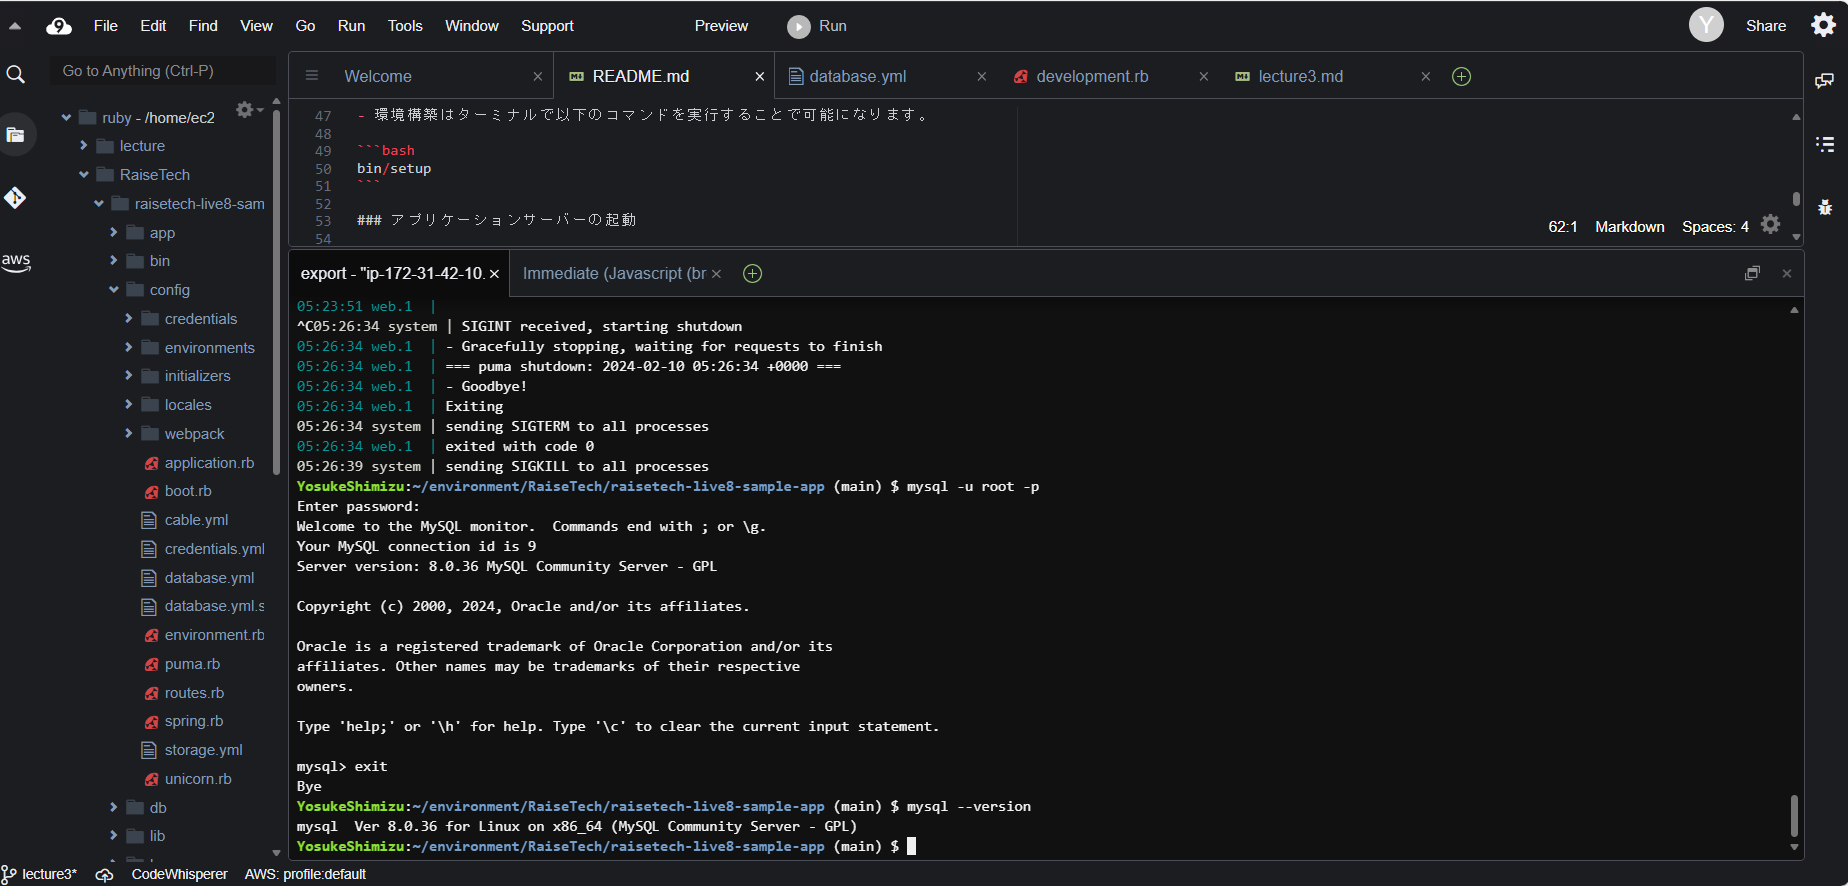 File Edit Find View Go Run Tools Window Support Preview Run Y Share
Go to Anything (Ctrl-P)
ruby - /home/ec2
lecture
RaiseTech
raisetech-live8-sam
app
bin
config
credentials
environments
initializers
locales
webpack
application.rb
boot.rb
cable.yml
credentials.yml
database.yml
database.yml.s
environment.rb
puma.rb
routes.rb
spring.rb
storage.yml
unicorn.rb
db
lib
aws
Welcome README.md database.yml development.rb lecture3.md
47 - 環境構築はターミナルで以下のコマンドを実行することで可能になります。
48
49 ```bash
50 bin/setup
51 ```
52
53 ### アプリケーションサーバーの起動
54
62:1 Markdown Spaces: 4
export - "ip-172-31-42-10. Immediate (Javascript (br
05:23:51 web.1 |
^C05:26:34 system | SIGINT received, starting shutdown
05:26:34 web.1 | - Gracefully stopping, waiting for requests to finish
05:26:34 web.1 | === puma shutdown: 2024-02-10 05:26:34 +0000 ===
05:26:34 web.1 | - Goodbye!
05:26:34 web.1 | Exiting
05:26:34 system | sending SIGTERM to all processes
05:26:34 web.1 | exited with code 0
05:26:39 system | sending SIGKILL to all processes
YosukeShimizu:~/environment/RaiseTech/raisetech-live8-sample-app (main) $ mysql -u root -p
Enter password:
Welcome to the MySQL monitor.  Commands end with ; or \g.
Your MySQL connection id is 9
Server version: 8.0.36 MySQL Community Server - GPL
Copyright (c) 2000, 2024, Oracle and/or its affiliates.
Oracle is a registered trademark of Oracle Corporation and/or its
affiliates. Other names may be trademarks of their respective
owners.
Type 'help;' or '\h' for help. Type '\c' to clear the current input statement.
mysql> exit
Bye
YosukeShimizu:~/environment/RaiseTech/raisetech-live8-sample-app (main) $ mysql --version
mysql  Ver 8.0.36 for Linux on x86_64 (MySQL Community Server - GPL)
YosukeShimizu:~/environment/RaiseTech/raisetech-live8-sample-app (main) $
lecture3* CodeWhisperer AWS: profile:default